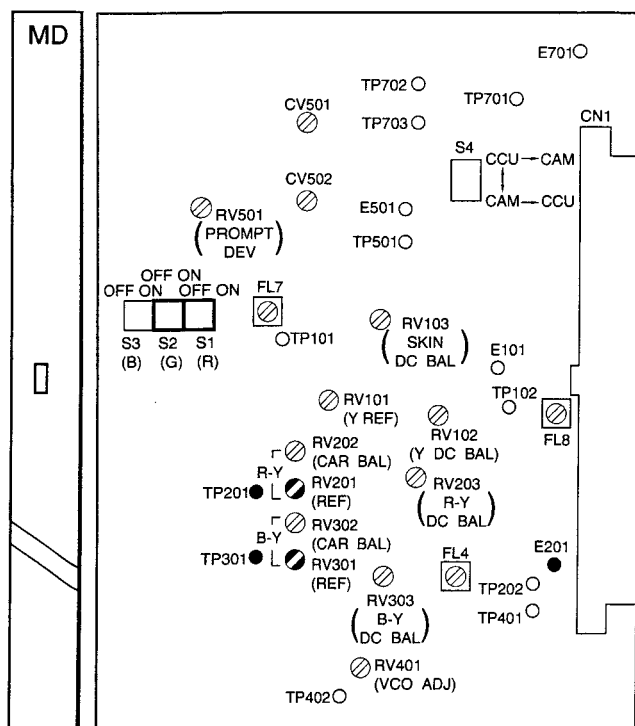 MD
E701
TP702
TP701
CV501
TP703
CN1
S4
CCU → CAM
CAM → CCU
CV502
RV501
(PROMPT
DEV)
E501
TP501
OFF ON
OFF ON OFF ON
S3
(B)
S2
(G)
S1
(R)
FL7
TP101
RV103
(SKIN
DC BAL)
E101
TP102
FL8
RV101
(Y REF)
RV102
(Y DC BAL)
RV202
(CAR BAL)
R-Y
TP201
RV201
(REF)
RV203
(R-Y
DC BAL)
RV302
(CAR BAL)
B-Y
TP301
RV301
(REF)
FL4
E201
TP202
TP401
RV303
(B-Y
DC BAL)
RV401
(VCO ADJ)
TP402